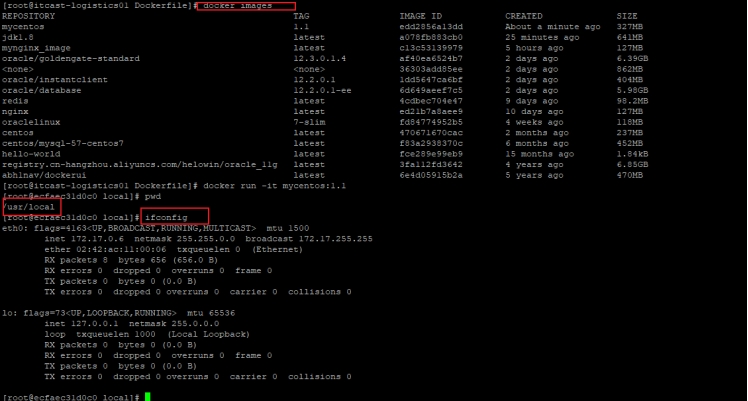 [root@itcast-logistics01 Dockerfile]# docker images
REPOSITORY TAG IMAGE ID CREATED SIZE
mycentos 1.1 edd2856a13dd About a minute ago 327MB
jdk1.8 latest a078fb883cb0 25 minutes ago 641MB
mynginx_image latest c13c53139979 5 hours ago 127MB
oracle/goldengate-standard 12.3.0.1.4 af40ea6524b7 2 days ago 6.39GB
<none> <none> 36303add85ee 2 days ago 862MB
oracle/instantclient 12.2.0.1 1dd5647ca6bf 2 days ago 404MB
oracle/database 12.2.0.1-ee 6d649aeef7c5 2 days ago 5.98GB
redis latest 4cdbec704e47 9 days ago 98.2MB
nginx latest ed21b7a8aee9 10 days ago 127MB
oraclelinux 7-slim fd84774952b5 4 weeks ago 118MB
centos latest 470671670cac 2 months ago 237MB
centos/mysql-57-centos7 latest f83a2938370c 6 months ago 452MB
hello-world latest fce289e99eb9 15 months ago 1.84kB
registry.cn-hangzhou.aliyuncs.com/helowin/oracle_11g latest 3fa112fd3642 4 years ago 6.85GB
abh1nav/dockerui latest 6e4d05915b2a 5 years ago 470MB
[root@itcast-logistics01 Dockerfile]# docker run -it mycentos:1.1
[root@ecfaec31d0c0 local]# pwd
/usr/local
[root@ecfaec31d0c0 local]# ifconfig
eth0: flags=4163<UP,BROADCAST,RUNNING,MULTICAST> mtu 1500
inet 172.17.0.6 netmask 255.255.0.0 broadcast 172.17.255.255
ether 02:42:ac:11:00:06 txqueuelen 0 (Ethernet)
RX packets 8 bytes 656 (656.0 B)
RX errors 0 dropped 0 overruns 0 frame 0
TX packets 0 bytes 0 (0.0 B)
TX errors 0 dropped 0 overruns 0 carrier 0 collisions 0
lo: flags=73<UP,LOOPBACK,RUNNING> mtu 65536
inet 127.0.0.1 netmask 255.0.0.0
loop txqueuelen 1000 (Local Loopback)
RX packets 0 bytes 0 (0.0 B)
RX errors 0 dropped 0 overruns 0 frame 0
TX packets 0 bytes 0 (0.0 B)
TX errors 0 dropped 0 overruns 0 carrier 0 collisions 0
[root@ecfaec31d0c0 local]#